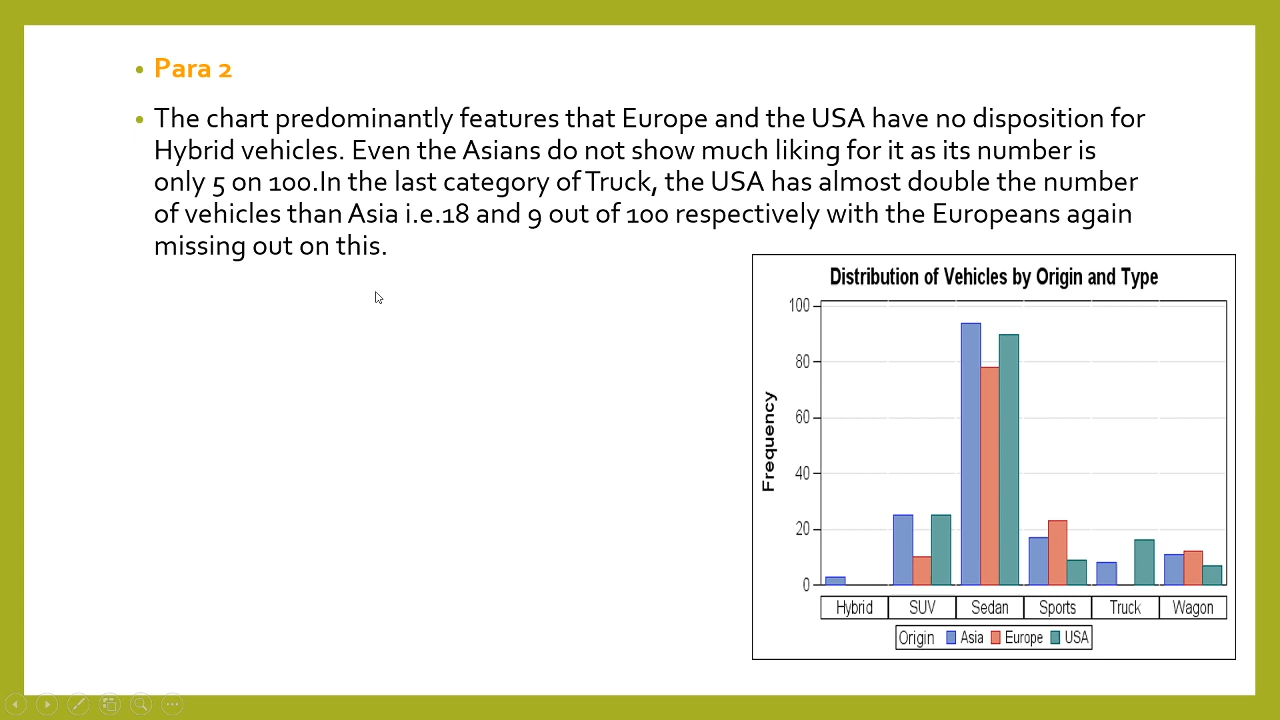 • Para 2
• The chart predominantly features that Europe and the USA have no disposition for
Hybrid vehicles. Even the Asians do not show much liking for it as its number is
only 5 on 100.In the last category of Truck, the USA has almost double the number
of vehicles than Asia i.e.18 and 9 out of 100 respectively with the Europeans again
missing out on this.
Distribution of Vehicles by Origin and Type
Frequency
100
80
60
40
20
0
Hybrid SUV Sedan Sports Truck Wagon
Origin Asia Europe USA